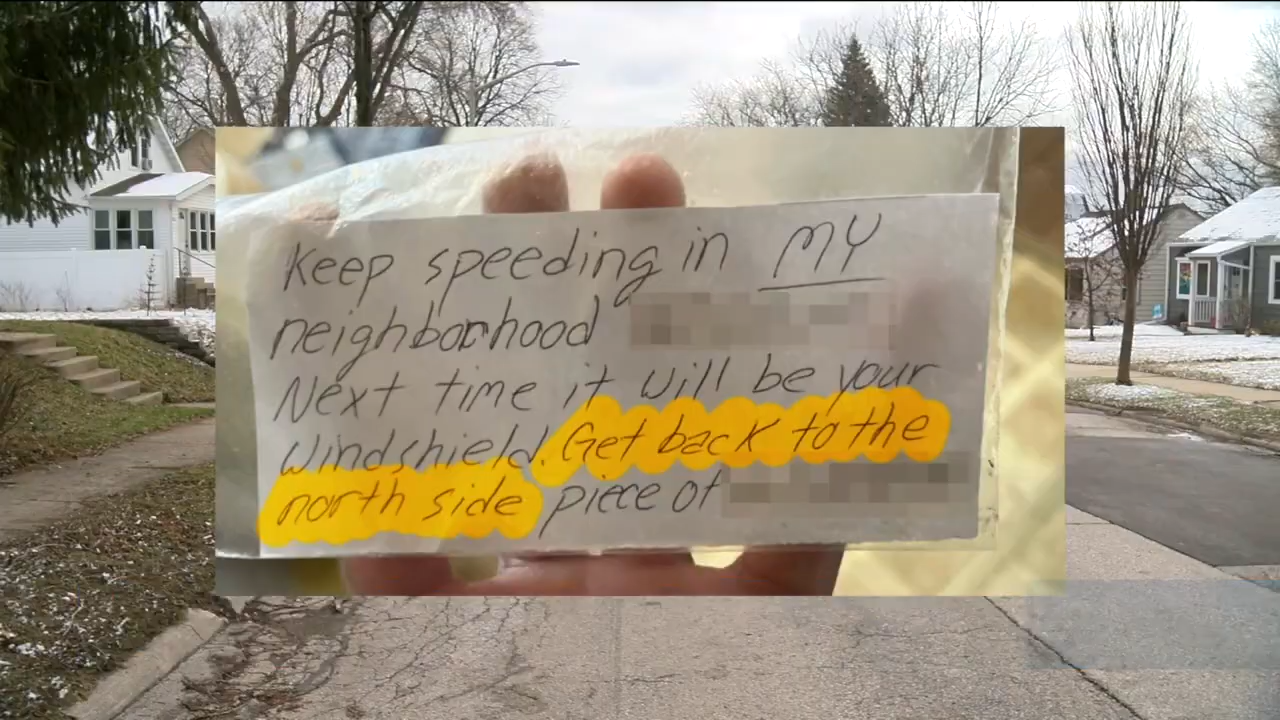 Keep speeding in MY
neighborhood
Next time it will be your
windshield. Get back to the
north side piece of